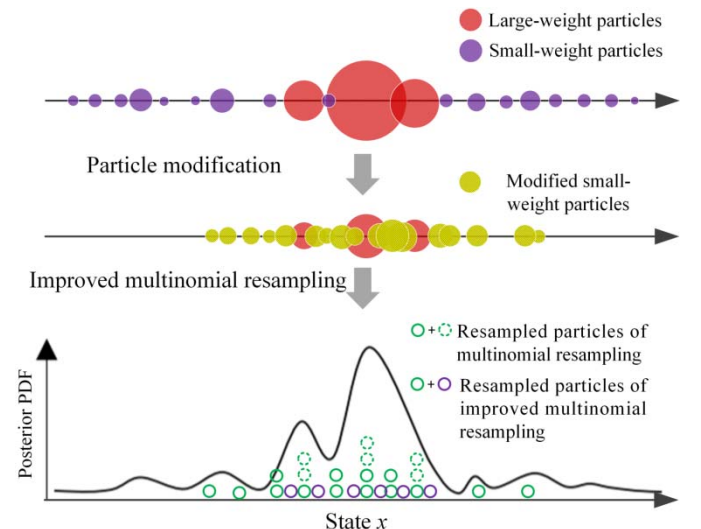 Large-weight particles
Small-weight particles
Particle modification
Modified small-
weight particles
Improved multinomial resampling
+ Resampled particles of
multinomial resampling
+ Resampled particles of
improved multinomial
resampling
Posterior PDF
State x